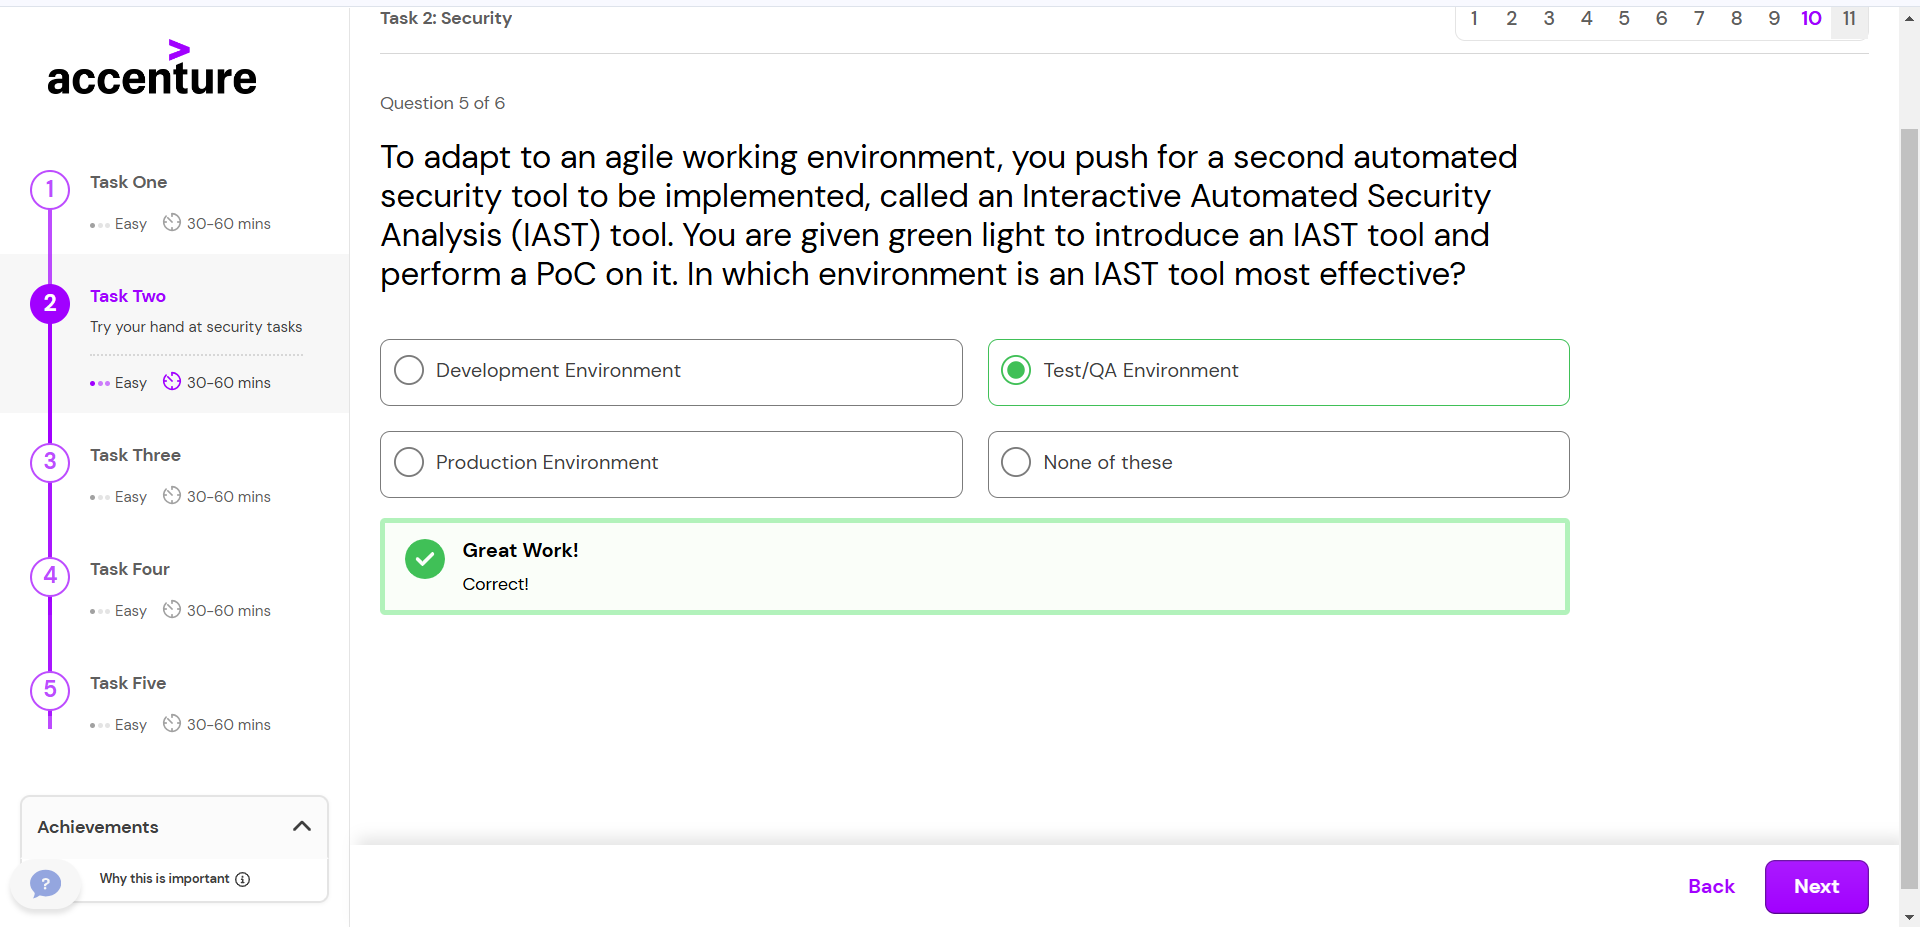 accenture
1
Task One
Easy
30-60 mins
2
Task Two
Try your hand at security tasks
Easy
30-60 mins
3
Task Three
Easy
30-60 mins
4
Task Four
Easy
30-60 mins
5
Task Five
Easy
30-60 mins
Achievements
Why this is important
?
Task 2: Security
1 2 3 4 5 6 7 8 9 10 11
Question 5 of 6
To adapt to an agile working environment, you push for a second automated
security tool to be implemented, called an Interactive Automated Security
Analysis (IAST) tool. You are given green light to introduce an IAST tool and
perform a PoC on it. In which environment is an IAST tool most effective?
Development Environment
Test/QA Environment
Production Environment
None of these
Great Work!
Correct!
Back
Next